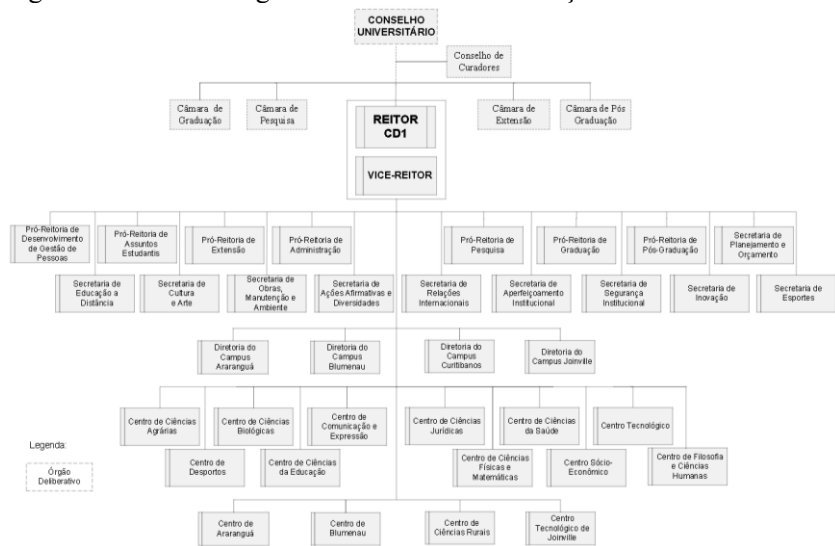 CONSELHO
UNIVERSITÁRIO
Conselho de
Curadores
Câmara de
Graduação
Câmara de
Pesquisa
Câmara de
Extensão
Câmara de Pós
Graduação
REITOR
CD1
VICE-REITOR
Pró-Reitoria de
Desenvolvimento
de Gestão de
Pessoas
Pró-Reitoria de
Assuntos
Estudantis
Pró-Reitoria de
Extensão
Pró-Reitoria de
Administração
Pró-Reitoria de
Pesquisa
Pró-Reitoria de
Graduação
Pró-Reitoria de
Pós-Graduação
Secretaria de
Planejamento e
Orçamento
Secretaria de
Educação a
Distância
Secretaria de
Cultura
e Arte
Secretaria de
Obras,
Manutenção e
Ambiente
Secretaria de
Ações Afirmativas e
Diversidades
Secretaria de
Relações
Internacionais
Secretaria de
Aperfeiçoamento
Institucional
Secretaria de
Segurança
Institucional
Secretaria de
Inovação
Secretaria de
Esportes
Diretoria do
Campus
Araranguá
Diretoria do
Campus
Blumenau
Diretoria do
Campus
Curitibanos
Diretoria do
Campus Joinville
Centro de Ciências
Agrárias
Centro de Ciências
Biológicas
Centro de
Comunicação e
Expressão
Centro de Ciências
Jurídicas
Centro de Ciências
da Saúde
Centro Tecnológico
Centro de
Desportos
Centro de Ciências
da Educação
Centro de Ciências
Físicas e
Matemáticas
Centro Sócio-
Econômico
Centro de Filosofia
e Ciências
Humanas
Legenda:
Órgão
Deliberativo
Centro de
Araranguá
Centro de
Blumenau
Centro de
Ciências Rurais
Centro
Tecnológico de
Joinville